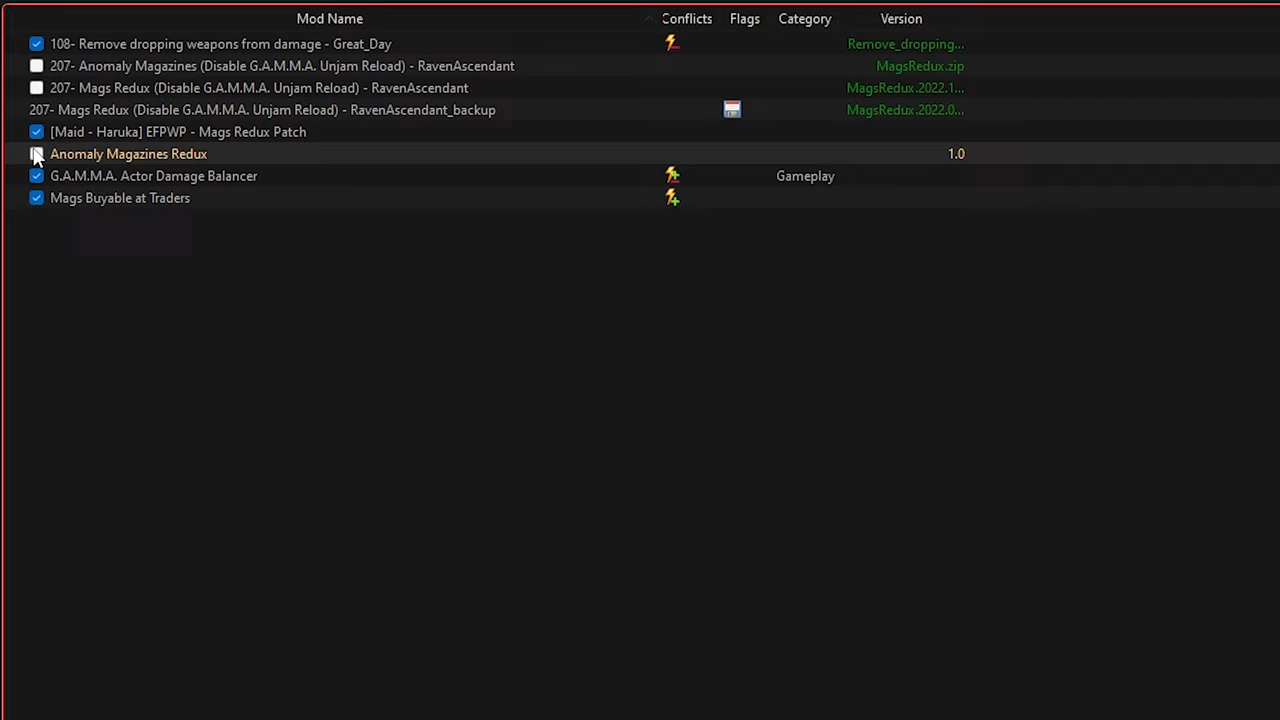 Mod Name Conflicts Flags Category Version
108- Remove dropping weapons from damage - Great_Day Remove_dropping...
207- Anomaly Magazines (Disable G.A.M.M.A. Unjam Reload) - RavenAscendant MagsRedux.zip
207- Mags Redux (Disable G.A.M.M.A. Unjam Reload) - RavenAscendant MagsRedux.2022.1...
207- Mags Redux (Disable G.A.M.M.A. Unjam Reload) - RavenAscendant_backup MagsRedux.2022.0...
[Maid - Haruka] EFPWP - Mags Redux Patch
Anomaly Magazines Redux 1.0
G.A.M.M.A. Actor Damage Balancer Gameplay
Mags Buyable at Traders